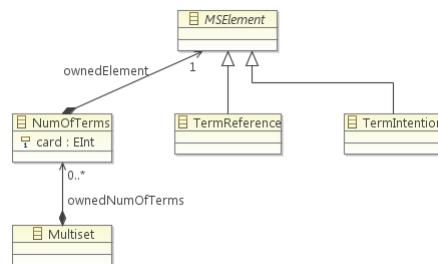 MSElement
ownedElement
1
NumOfTerms
card : EInt
TermReference
TermIntention
0..*
ownedNumOfTerms
Multiset